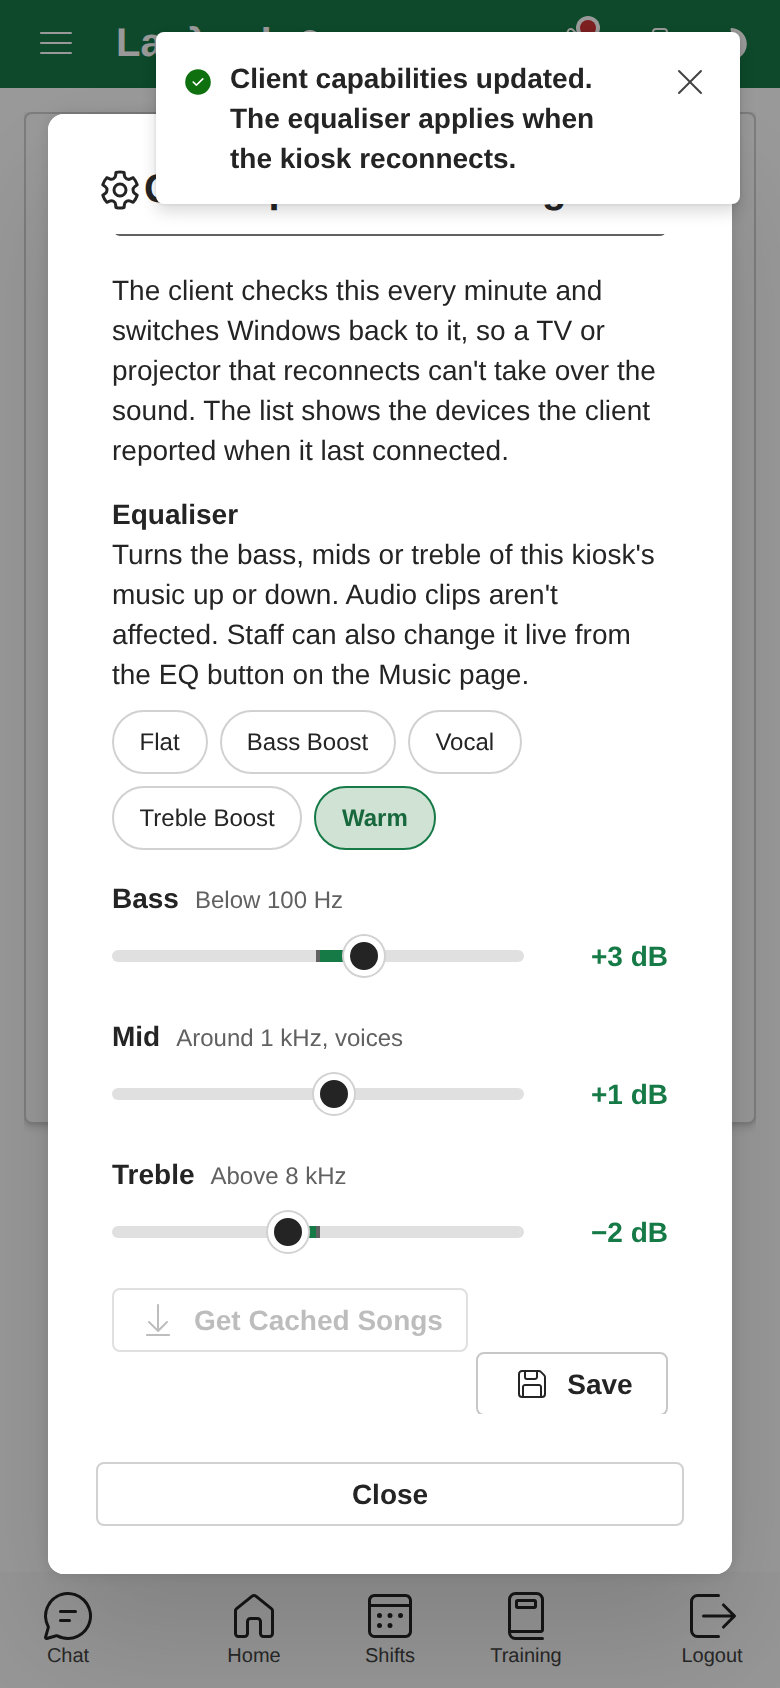 Client capabilities updated.
The equaliser applies when
the kiosk reconnects.
The client checks this every minute and
switches Windows back to it, so a TV or
projector that reconnects can't take over the
sound. The list shows the devices the client
reported when it last connected.
Equaliser
Turns the bass, mids or treble of this kiosk's
music up or down. Audio clips aren't
affected. Staff can also change it live from
the EQ button on the Music page.
Flat
Bass Boost
Vocal
Treble Boost
Warm
Bass Below 100 Hz
+3 dB
Mid Around 1 kHz, voices
+1 dB
Treble Above 8 kHz
−2 dB
Get Cached Songs
Save
Close
Chat
Home
Shifts
Training
Logout